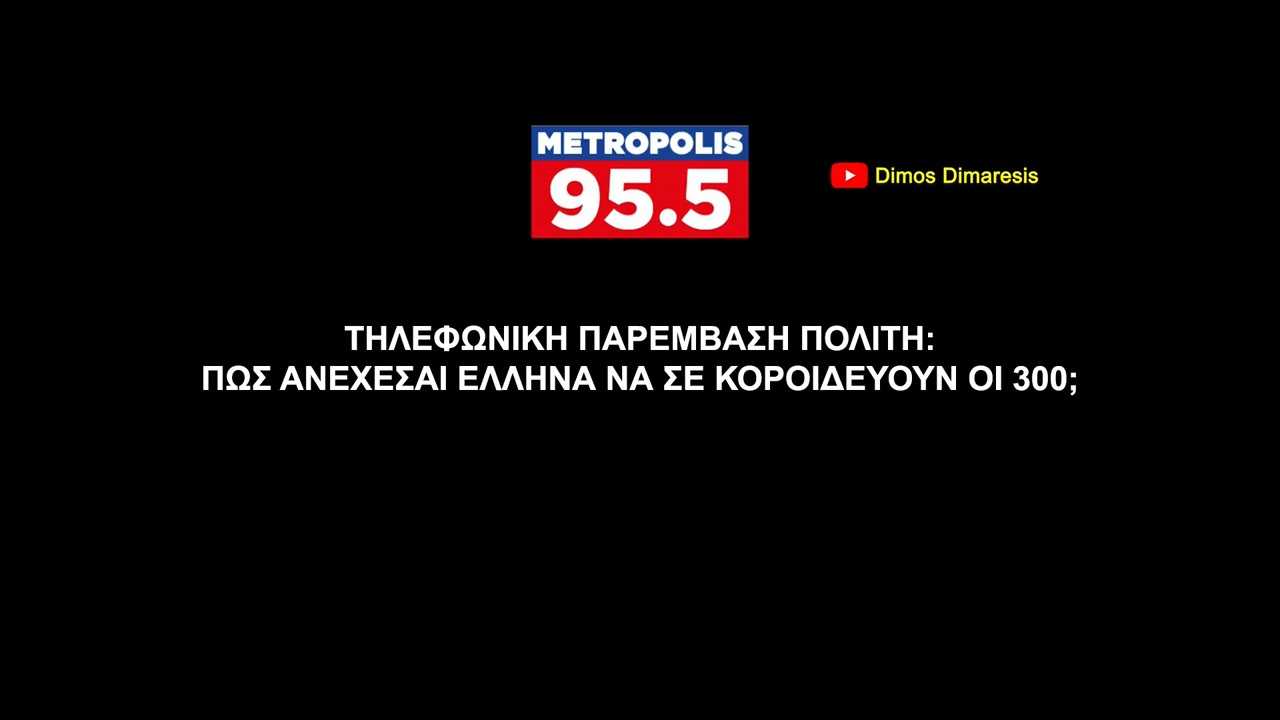 METROPOLIS
95.5
Dimos Dimaresis
ΤΗΛΕΦΩΝΙΚΗ ΠΑΡΕΜΒΑΣΗ ΠΟΛΙΤΗ:
ΠΩΣ ΑΝΕΧΕΣΑΙ ΕΛΛΗΝΑ ΝΑ ΣΕ ΚΟΡΟΙΔΕΥΟΥΝ ΟΙ 300;